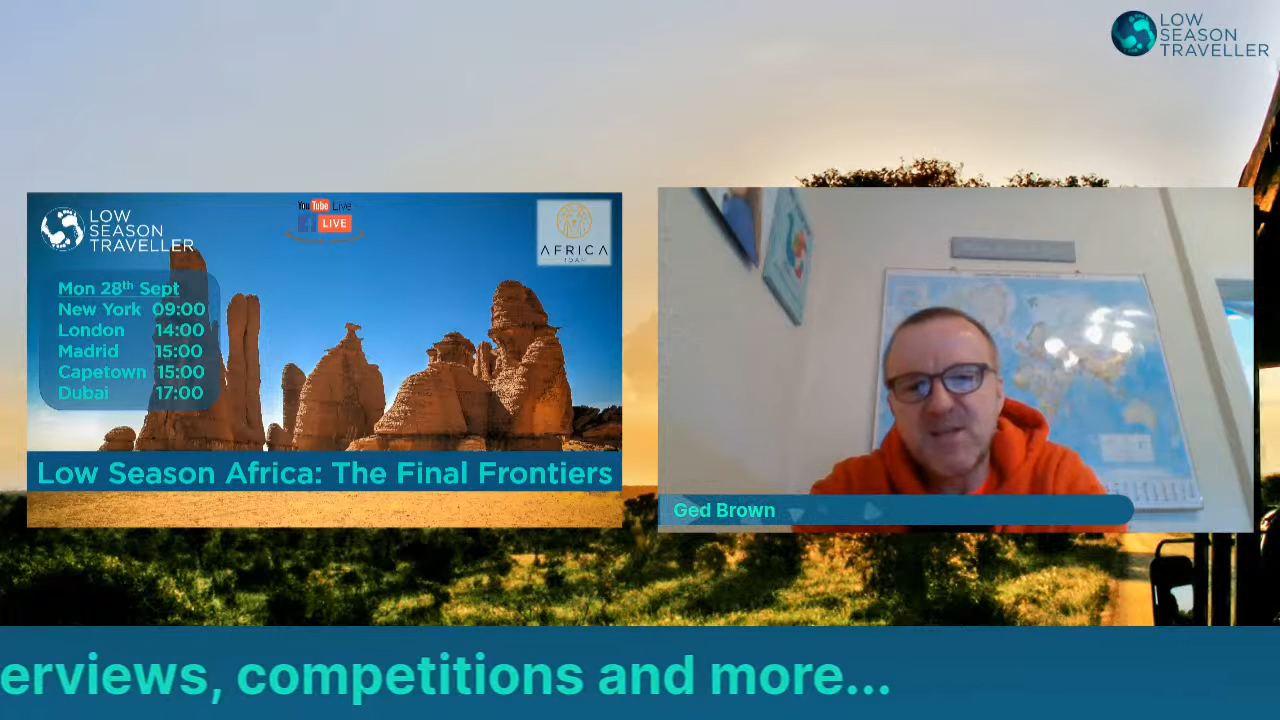 LOW
SEASON
TRAVELLER
LOW
SEASON
TRAVELLER
YouTube Live
LIVE
AFRICA
Mon 28th Sept
New York 09:00
London 14:00
Madrid 15:00
Capetown 15:00
Dubai 17:00
Low Season Africa: The Final Frontiers
Ged Brown
erviews, competitions and more...